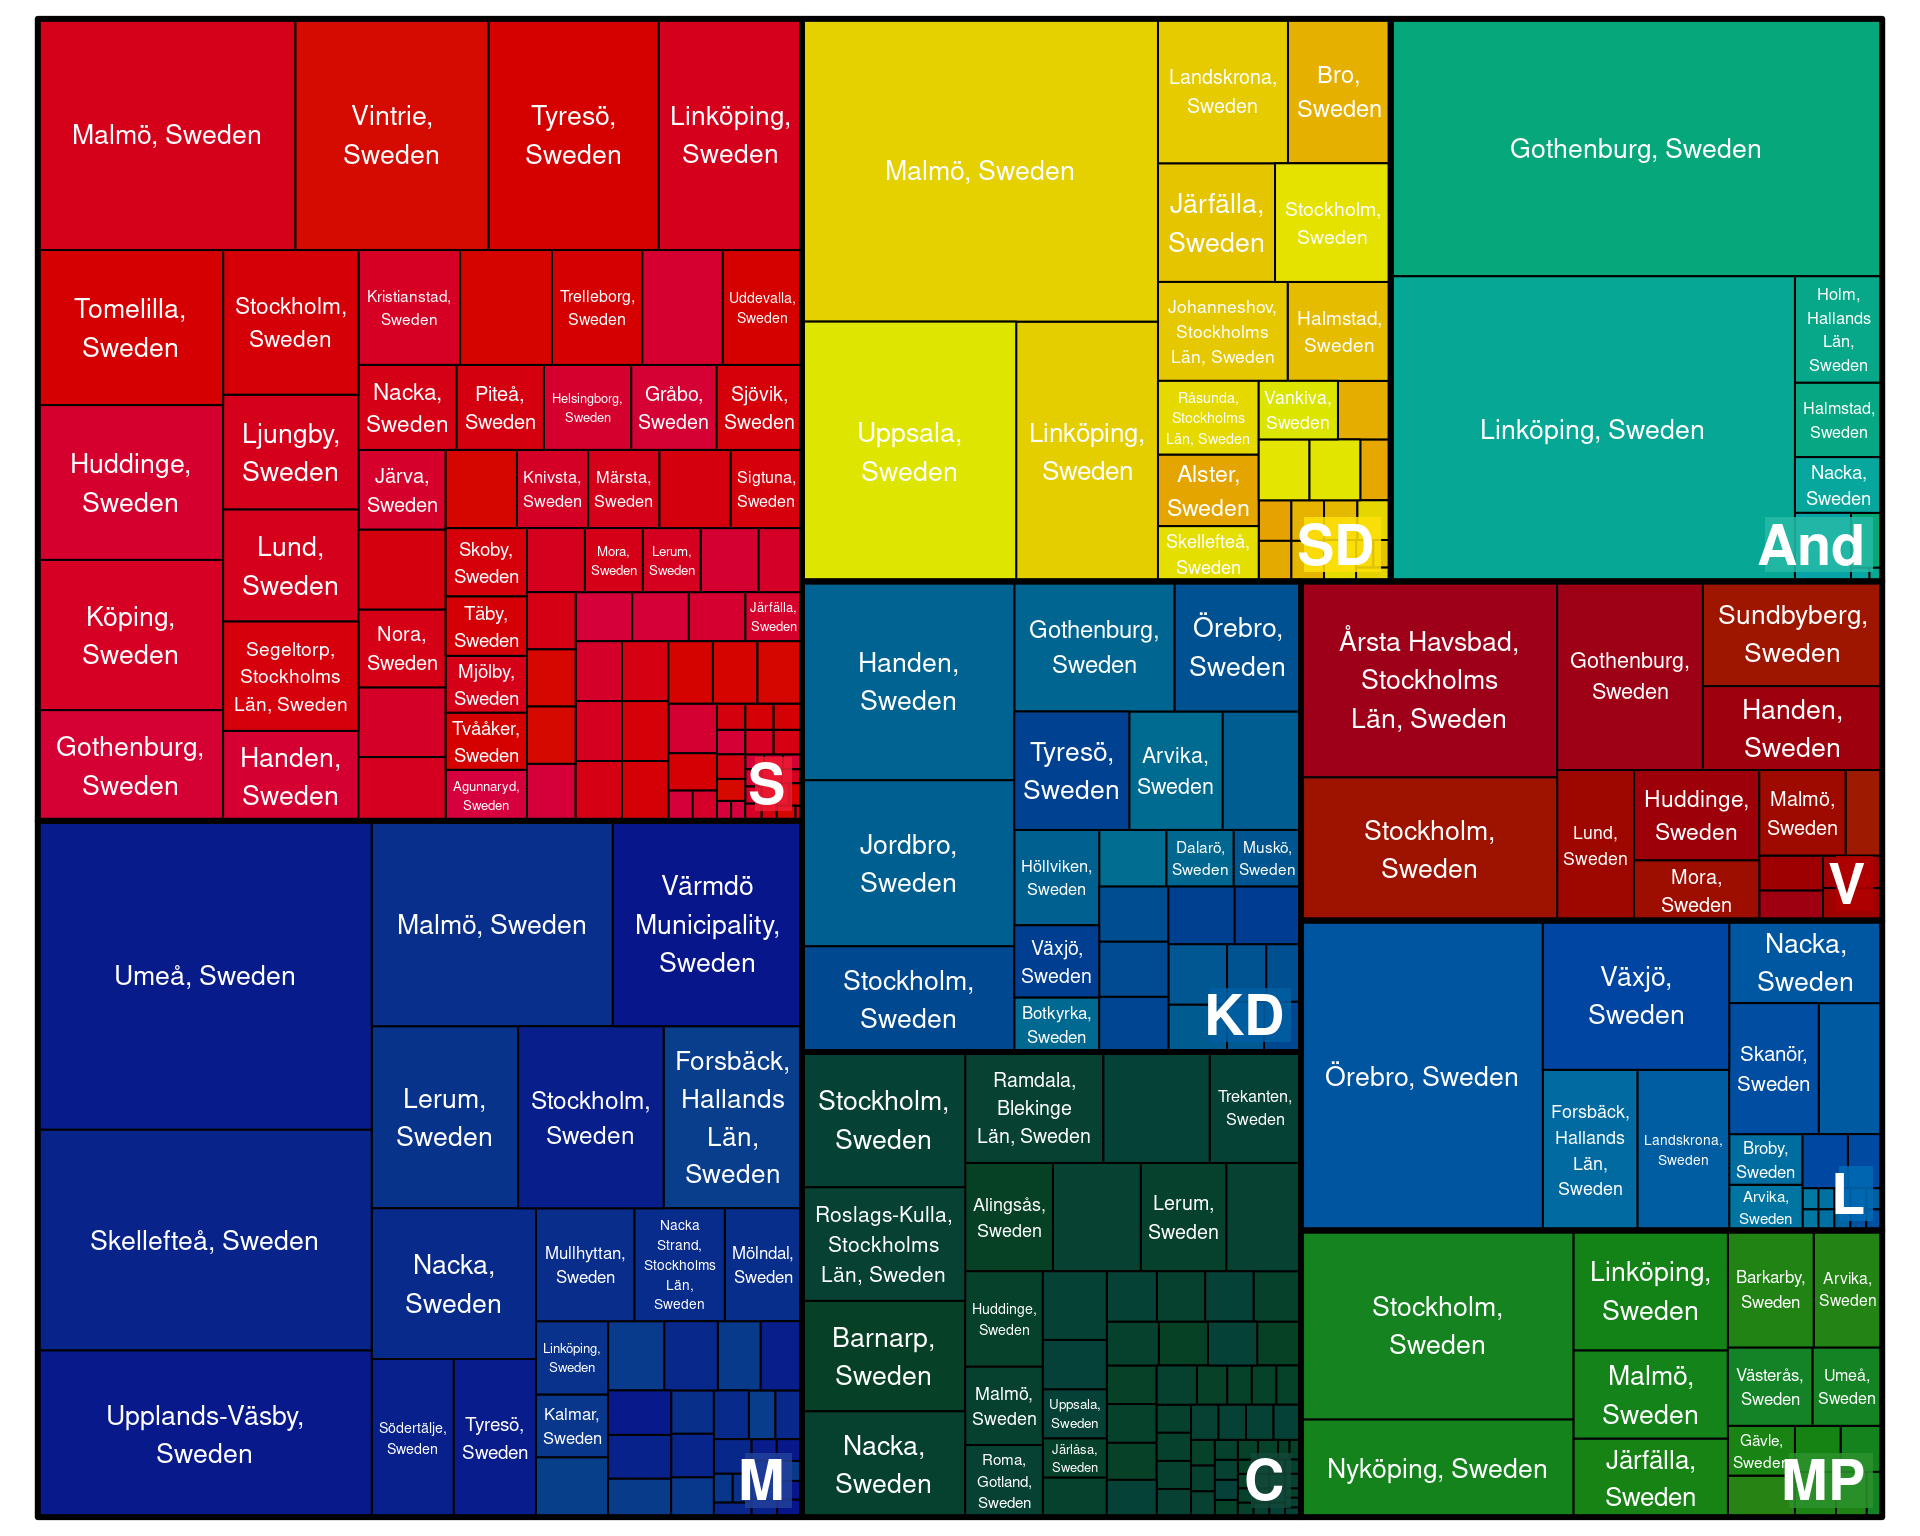 Malmö, Sweden
Vintrie,
Sweden
Tyresö,
Sweden
Linköping,
Sweden
Tomelilla,
Sweden
Stockholm,
Sweden
Kristianstad,
Sweden
Trelleborg,
Sweden
Uddevalla,
Sweden
Nacka,
Sweden
Piteå,
Sweden
Helsingborg,
Sweden
Gråbo,
Sweden
Sjövik,
Sweden
Huddinge,
Sweden
Ljungby,
Sweden
Järva,
Sweden
Knivsta,
Sweden
Märsta,
Sweden
Sigtuna,
Sweden
Lund,
Sweden
Skoby,
Sweden
Mora,
Sweden
Lerum,
Sweden
Köping,
Sweden
Segeltorp,
Stockholms
Län, Sweden
Nora,
Sweden
Täby,
Sweden
Järfälla,
Sweden
Mjölby,
Sweden
Gothenburg,
Sweden
Handen,
Sweden
Tvååker,
Sweden
Agunnaryd,
Sweden
S
Malmö, Sweden
Landskrona,
Sweden
Bro,
Sweden
Järfälla,
Sweden
Stockholm,
Sweden
Johanneshov,
Stockholms
Län, Sweden
Halmstad,
Sweden
Uppsala,
Sweden
Linköping,
Sweden
Råsunda,
Stockholms
Län, Sweden
Vankiva,
Sweden
Alster,
Sweden
Skellefteå,
Sweden
SD
Gothenburg, Sweden
Linköping, Sweden
Holm,
Hallands
Län,
Sweden
Halmstad,
Sweden
Nacka,
Sweden
And
Umeå, Sweden
Malmö, Sweden
Värmdö
Municipality,
Sweden
Lerum,
Sweden
Stockholm,
Sweden
Forsbäck,
Hallands
Län,
Sweden
Skellefteå, Sweden
Nacka,
Sweden
Mullhyttan,
Sweden
Nacka
Strand,
Stockholms
Län,
Sweden
Mölndal,
Sweden
Linköping,
Sweden
Upplands-Väsby,
Sweden
Södertälje,
Sweden
Tyresö,
Sweden
Kalmar,
Sweden
M
Handen,
Sweden
Gothenburg,
Sweden
Örebro,
Sweden
Tyresö,
Sweden
Arvika,
Sweden
Jordbro,
Sweden
Höllviken,
Sweden
Dalarö,
Sweden
Muskö,
Sweden
Växjö,
Sweden
Stockholm,
Sweden
Botkyrka,
Sweden
KD
Stockholm,
Sweden
Ramdala,
Blekinge
Län, Sweden
Trekanten,
Sweden
Roslags-Kulla,
Stockholms
Län, Sweden
Alingsås,
Sweden
Lerum,
Sweden
Barnarp,
Sweden
Huddinge,
Sweden
Malmö,
Sweden
Uppsala,
Sweden
Nacka,
Sweden
Roma,
Gotland,
Sweden
Järlåsa,
Sweden
C
Årsta Havsbad,
Stockholms
Län, Sweden
Gothenburg,
Sweden
Sundbyberg,
Sweden
Handen,
Sweden
Stockholm,
Sweden
Lund,
Sweden
Huddinge,
Sweden
Malmö,
Sweden
Mora,
Sweden
V
Örebro, Sweden
Växjö,
Sweden
Nacka,
Sweden
Skanör,
Sweden
Forsbäck,
Hallands
Län,
Sweden
Landskrona,
Sweden
Broby,
Sweden
Arvika,
Sweden
L
Stockholm,
Sweden
Linköping,
Sweden
Barkarby,
Sweden
Arvika,
Sweden
Malmö,
Sweden
Västerås,
Sweden
Umeå,
Sweden
Nyköping, Sweden
Järfälla,
Sweden
Gävle,
Sweden
MP